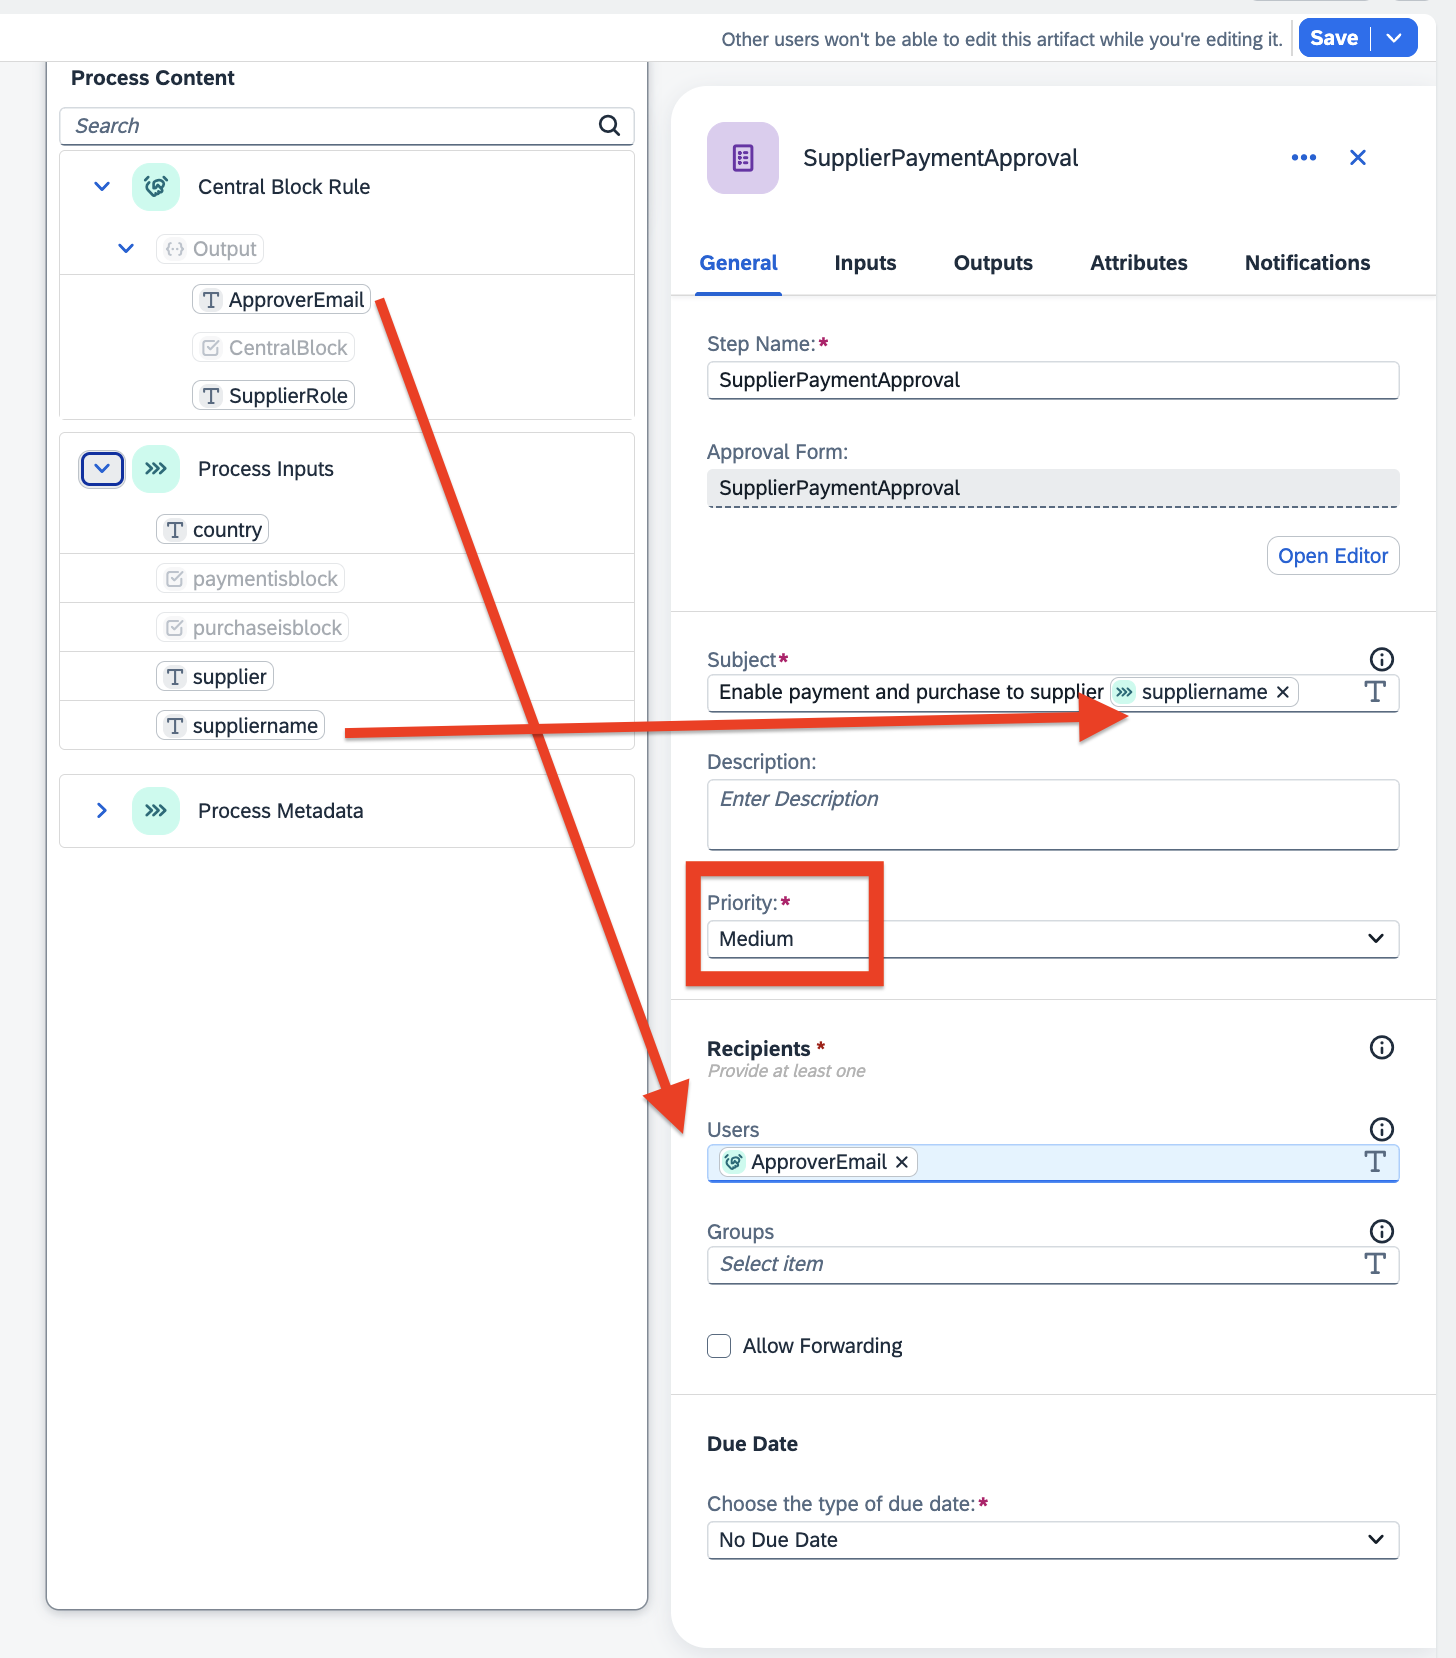 Other users won't be able to edit this artifact while you're editing it.
Save
Process Content
Search
Central Block Rule
Output
ApproverEmail
CentralBlock
SupplierRole
Process Inputs
country
paymentisblock
purchaseisblock
supplier
suppliername
Process Metadata
SupplierPaymentApproval
General Inputs Outputs Attributes Notifications
Step Name:*
SupplierPaymentApproval
Approval Form:
SupplierPaymentApproval
Open Editor
Subject*
Enable payment and purchase to supplier suppliername
Description:
Enter Description
Priority:*
Medium
Recipients *
Provide at least one
Users
ApproverEmail
Groups
Select item
Allow Forwarding
Due Date
Choose the type of due date:*
No Due Date